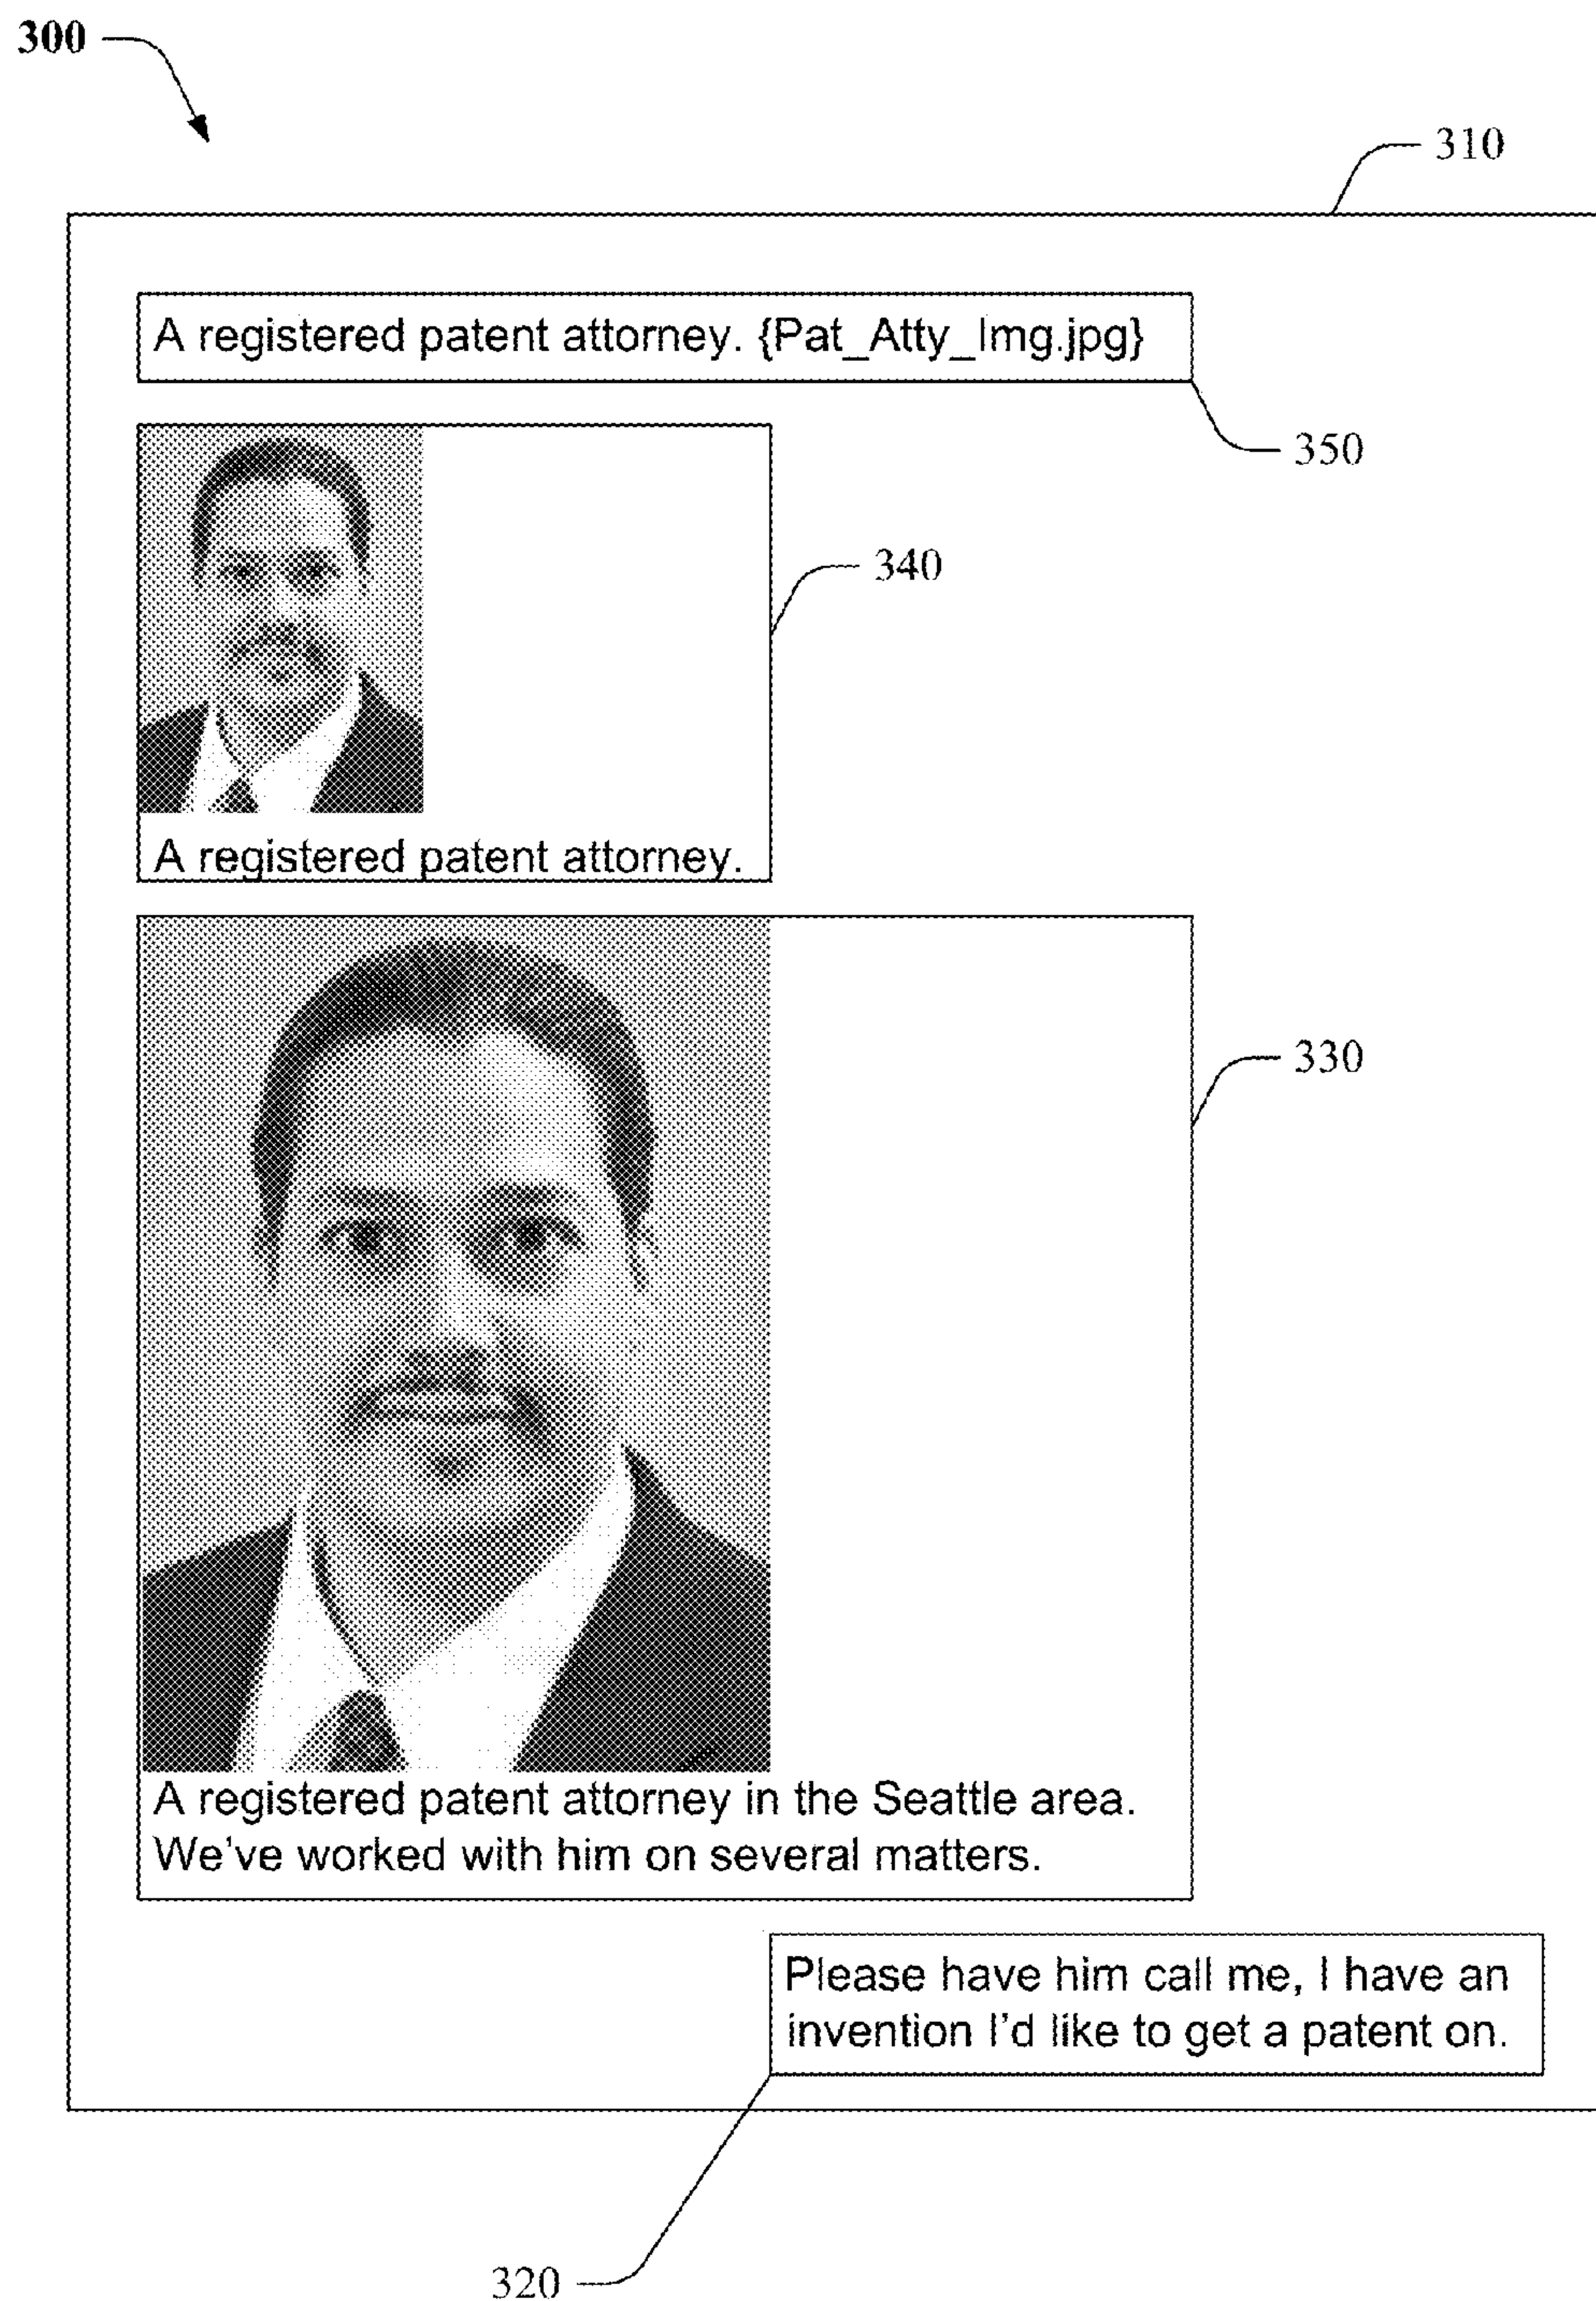 300
310
A registered patent attorney. {Pat_Atty_Img.jpg}
350
340
A registered patent attorney.
330
A registered patent attorney in the Seattle area.
We've worked with him on several matters.
Please have him call me, I have an
invention I'd like to get a patent on.
320